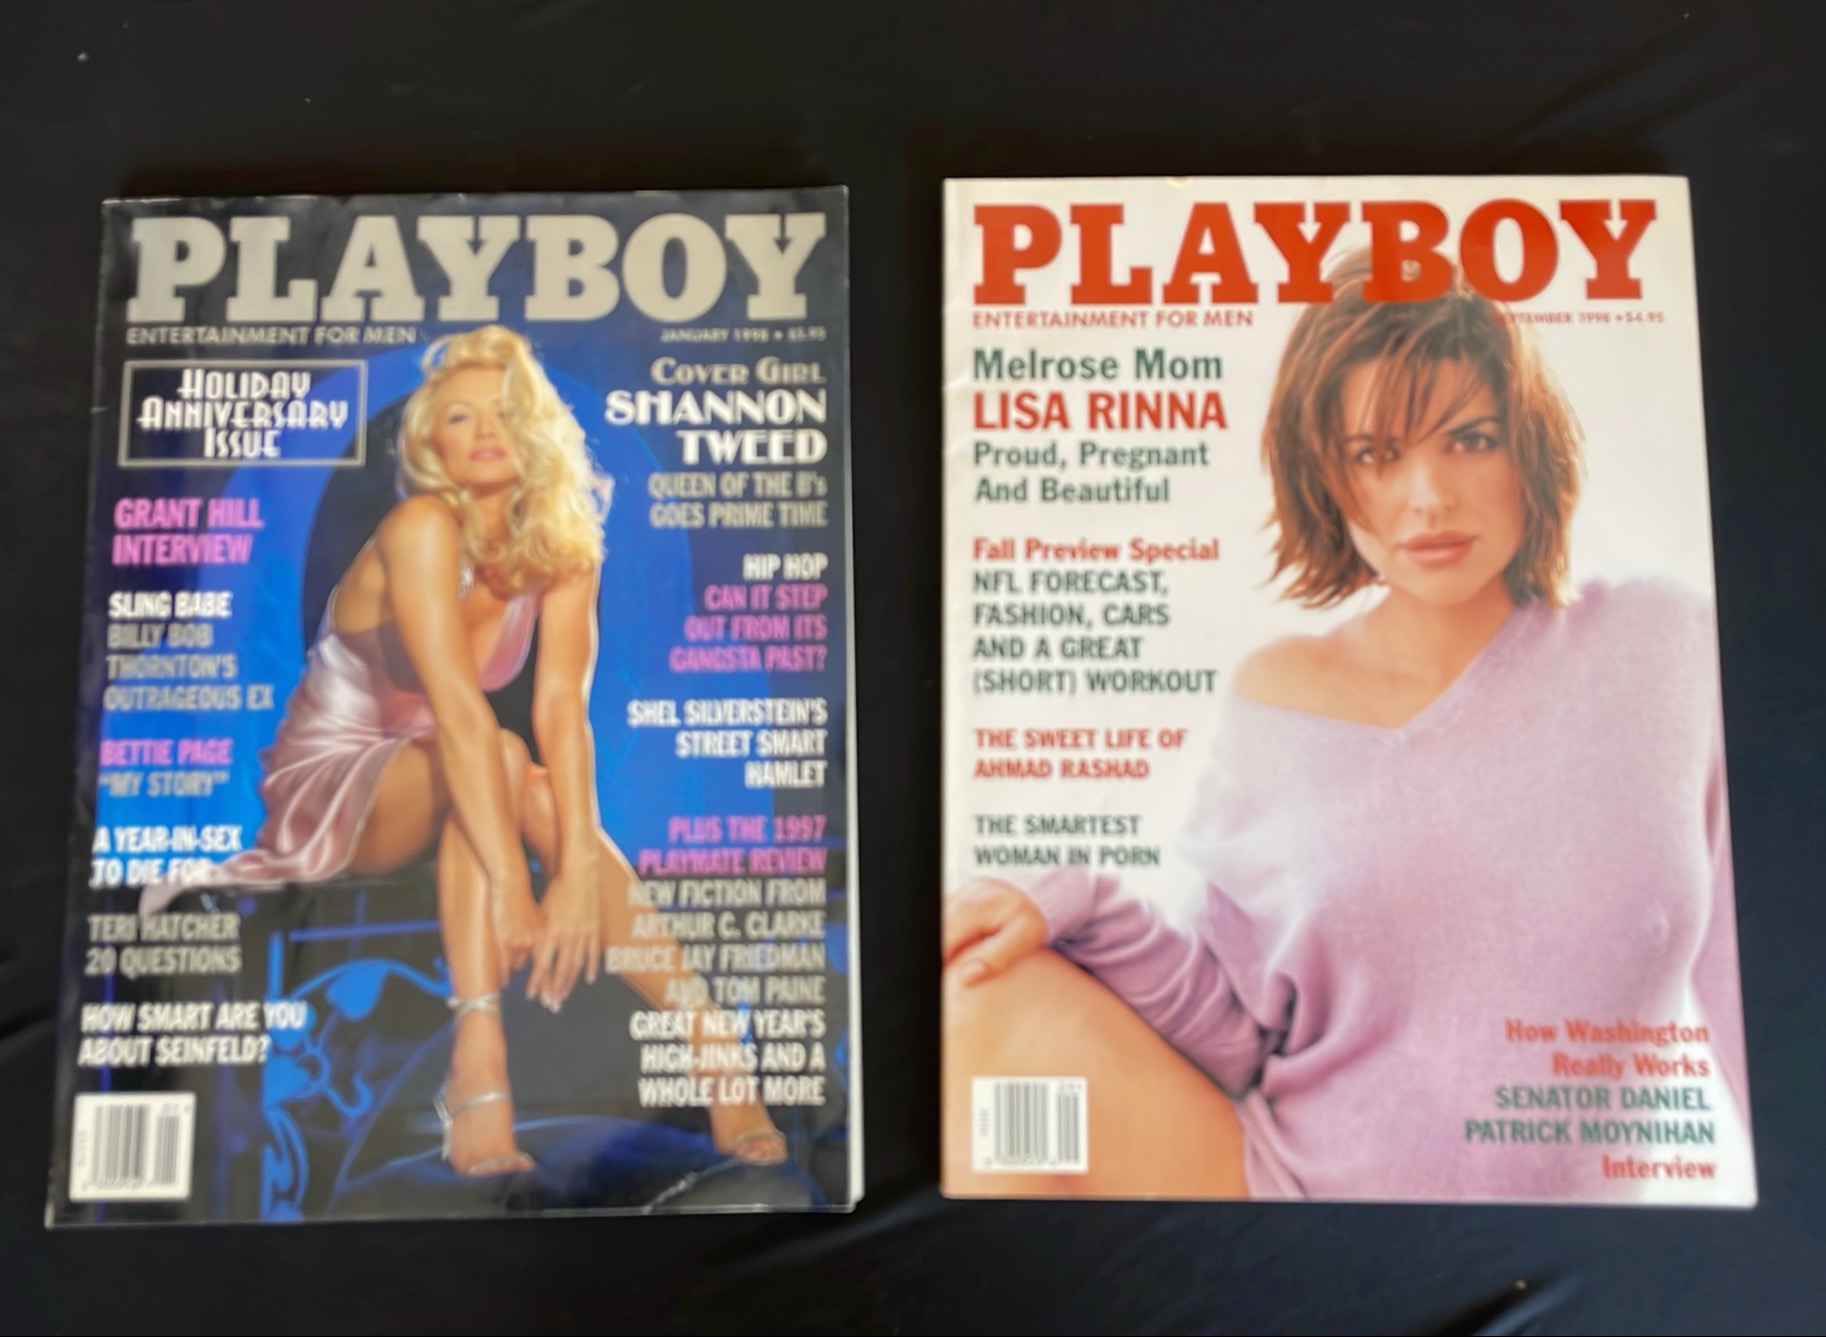 PLAYBOY
ENTERTAINMENT FOR MEN
JANUARY 1998 • $5.95
HOLIDAY
ANNIVERSARY
ISSUE
GRANT HILL
INTERVIEW
SLING BABE
BILLY BOB
THORNTON'S
OUTRAGEOUS EX
BETTIE PAGE
"MY STORY"
A YEAR-IN-SEX
TO DIE FOR
TERI HATCHER
20 QUESTIONS
HOW SMART ARE YOU
ABOUT SEINFELD?
COVER GIRL
SHANNON
TWEED
QUEEN OF THE B's
GOES PRIME TIME
HIP HOP
CAN IT STEP
OUT FROM ITS
GANGSTA PAST?
SHEL SILVERSTEIN'S
STREET SMART
HAMLET
PLUS THE 1997
PLAYMATE REVIEW
NEW FICTION FROM
ARTHUR C. CLARKE
BRUCE JAY FRIEDMAN
AND TOM PAINE
GREAT NEW YEAR'S
HIGH-JINKS AND A
WHOLE LOT MORE
PLAYBOY
ENTERTAINMENT FOR MEN
SEPTEMBER 1998 • $4.95
Melrose Mom
LISA RINNA
Proud, Pregnant
And Beautiful
Fall Preview Special
NFL FORECAST,
FASHION, CARS
AND A GREAT
(SHORT) WORKOUT
THE SWEET LIFE OF
AHMAD RASHAD
THE SMARTEST
WOMAN IN PORN
How Washington
Really Works
SENATOR DANIEL
PATRICK MOYNIHAN
Interview